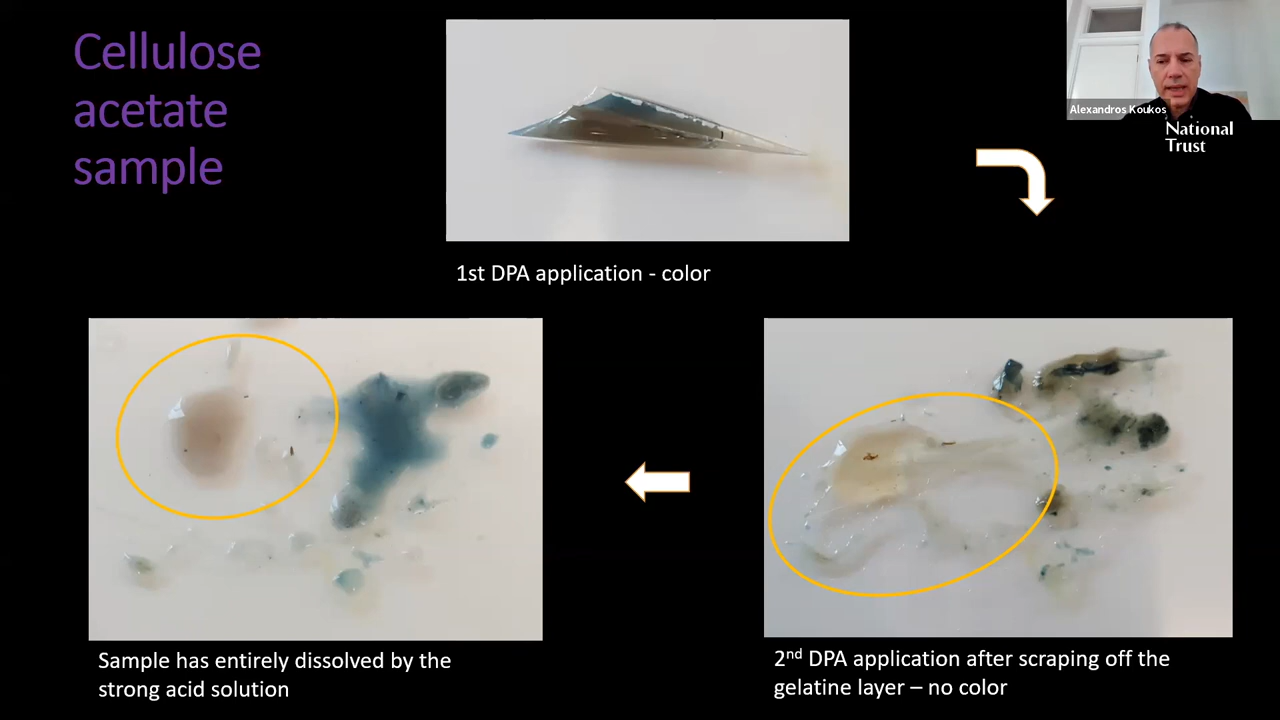 Cellulose
acetate
sample
Alexandros Koukos
National
Trust
1st DPA application - color
Sample has entirely dissolved by the
strong acid solution
2nd DPA application after scraping off the
gelatine layer – no color